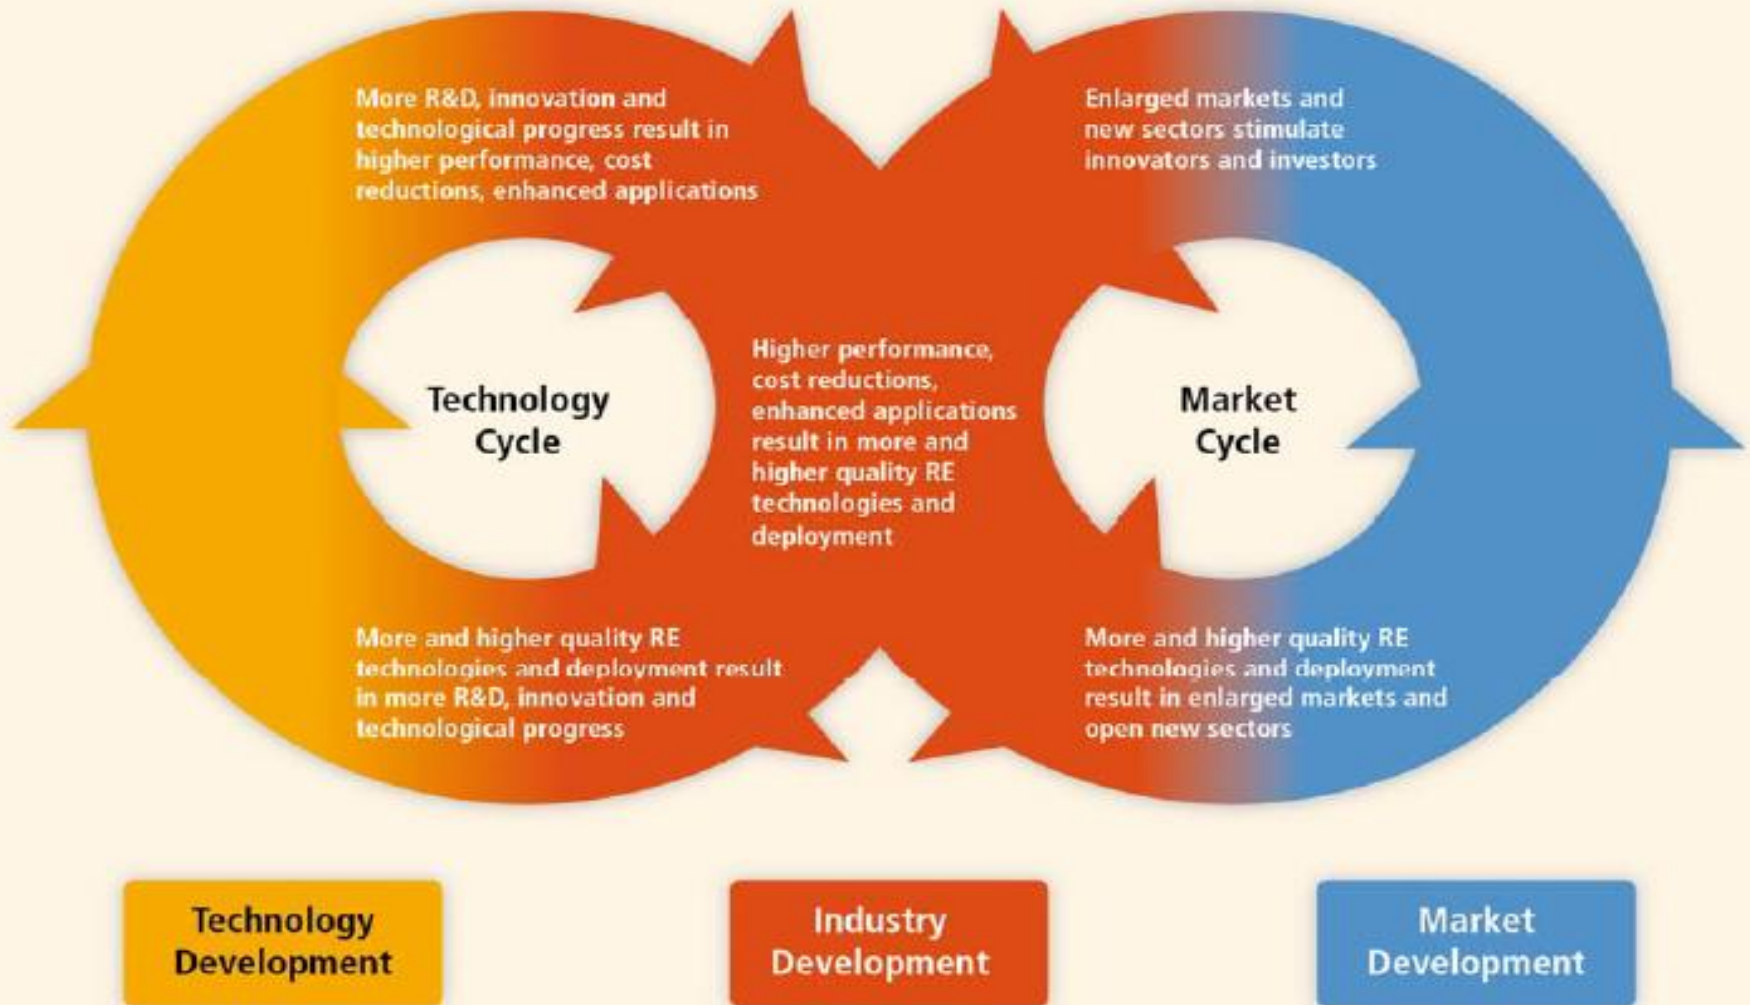 More R&D, innovation and
technological progress result in
higher performance, cost
reductions, enhanced applications
Enlarged markets and
new sectors stimulate
innovators and investors
Technology
Cycle
Higher performance,
cost reductions,
enhanced applications
result in more and
higher quality RE
technologies and
deployment
Market
Cycle
More and higher quality RE
technologies and deployment result
in more R&D, innovation and
technological progress
More and higher quality RE
technologies and deployment
result in enlarged markets and
open new sectors
Technology
Development
Industry
Development
Market
Development